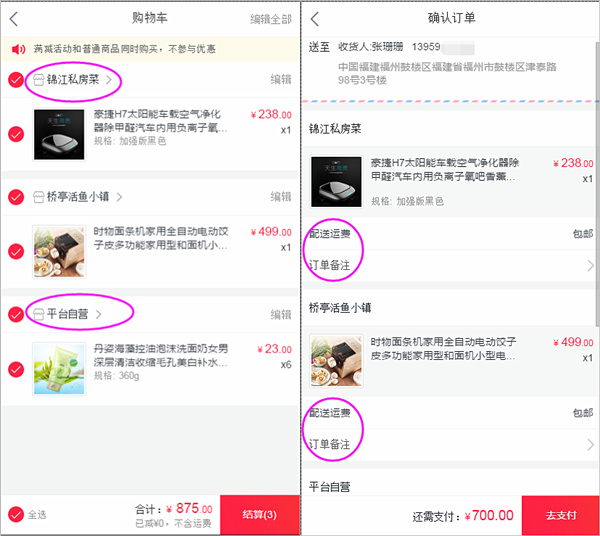 购物车
编辑全部
满减活动和普通商品同时购买，不参与优惠
锦江私房菜
编辑
豪捷H7太阳能车载空气净化
器除甲醛汽车内用负离子氧...
规格: 加强版黑色
¥238.00
x1
桥亭活鱼小镇
编辑
时物面条机家用全自动电动饺
子皮多功能家用型和面机小...
¥499.00
x1
平台自营
编辑
丹姿海藻控油泡沫洗面奶女男
深层清洁收缩毛孔美白补水...
规格: 360g
¥23.00
x6
全选
合计：¥ 875.00
已减¥0，不含运费
结算(3)
确认订单
送至 收货人:张珊珊 13959
中国福建福州鼓楼区福建省福州市鼓楼区津泰路
98号3号楼
锦江私房菜
豪捷H7太阳能车载空气净化器除
甲醛汽车内用负离子氧吧香薰...
规格: 加强版黑色
¥238.00
x1
配送运费
包邮
订单备注
桥亭活鱼小镇
时物面条机家用全自动电动饺子
皮多功能家用型和面机小型电...
¥499.00
x1
配送运费
包邮
订单备注
平台自营
还需支付：¥700.00
去支付